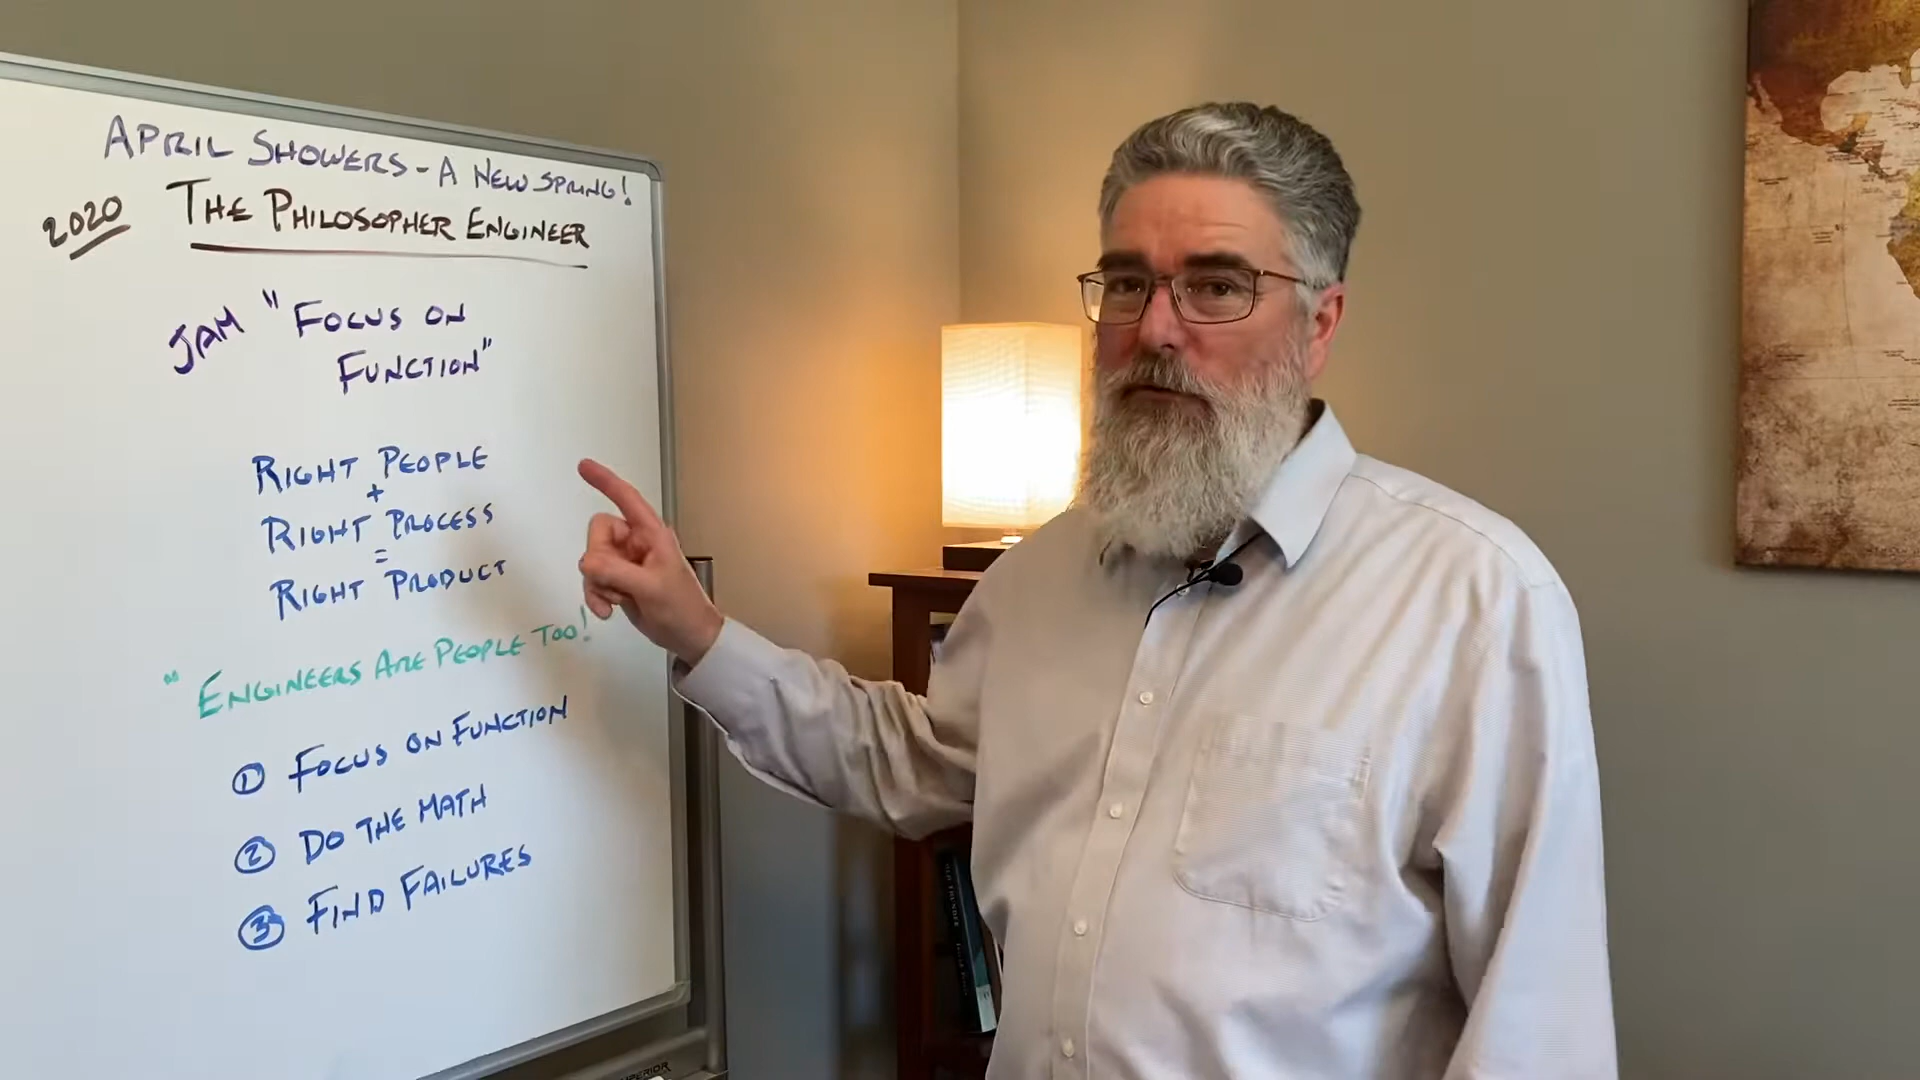 APRIL SHOWERS - A NEW SPRING!
2020 THE PHILOSOPHER ENGINEER
JAM "FOCUS ON
FUNCTION"
RIGHT PEOPLE
+
RIGHT PROCESS
=
RIGHT PRODUCT
"ENGINEERS ARE PEOPLE TOO!"
① FOCUS ON FUNCTION
② DO THE MATH
③ FIND FAILURES